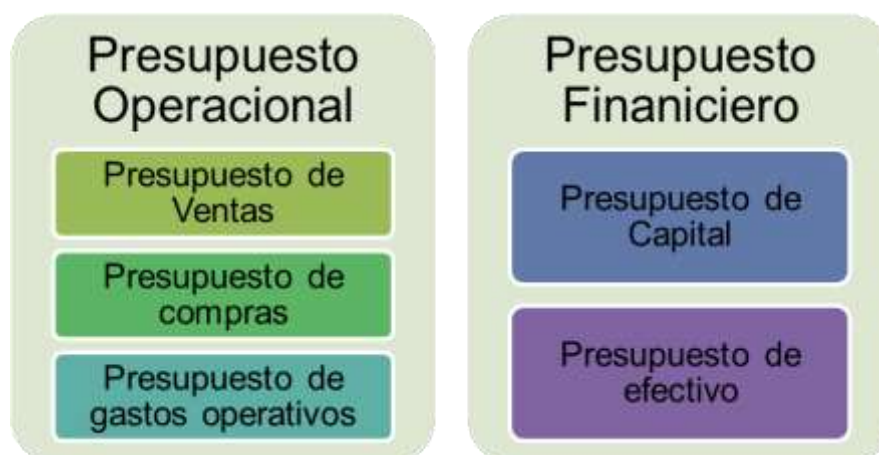 Presupuesto
Operacional
Presupuesto de
Ventas
Presupuesto de
compras
Presupuesto de
gastos operativos
Presupuesto
Finaniciero
Presupuesto de
Capital
Presupuesto de
efectivo